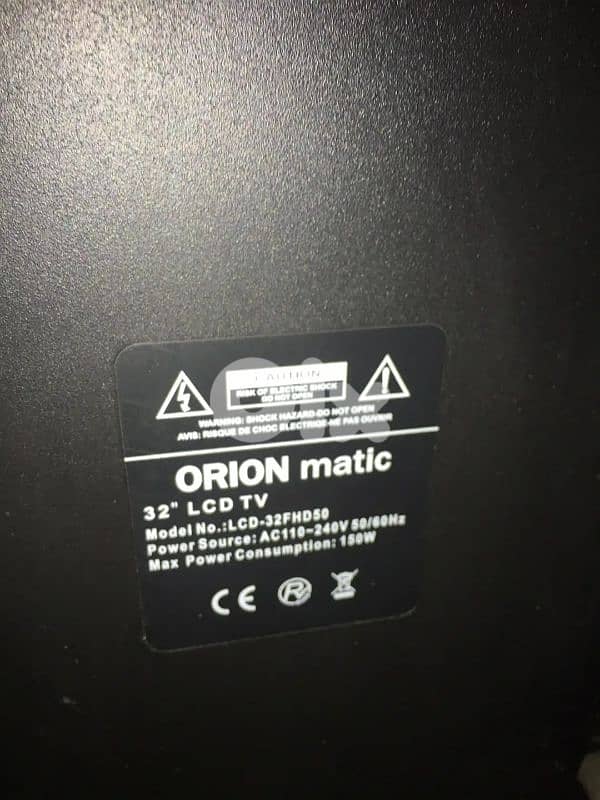 CAUTION
RISK OF ELECTRIC SHOCK
DO NOT OPEN
WARNING: SHOCK HAZARD-DO NOT OPEN
AVIS: RISQUE DE CHOC ELECTRIQE-NE PAS OUVRIR
ORION matic
32" LCD TV
Model No.:LCD-32FHD50
Power Source: AC110~240V 50/60Hz
Max Power Consumption: 150W
CE